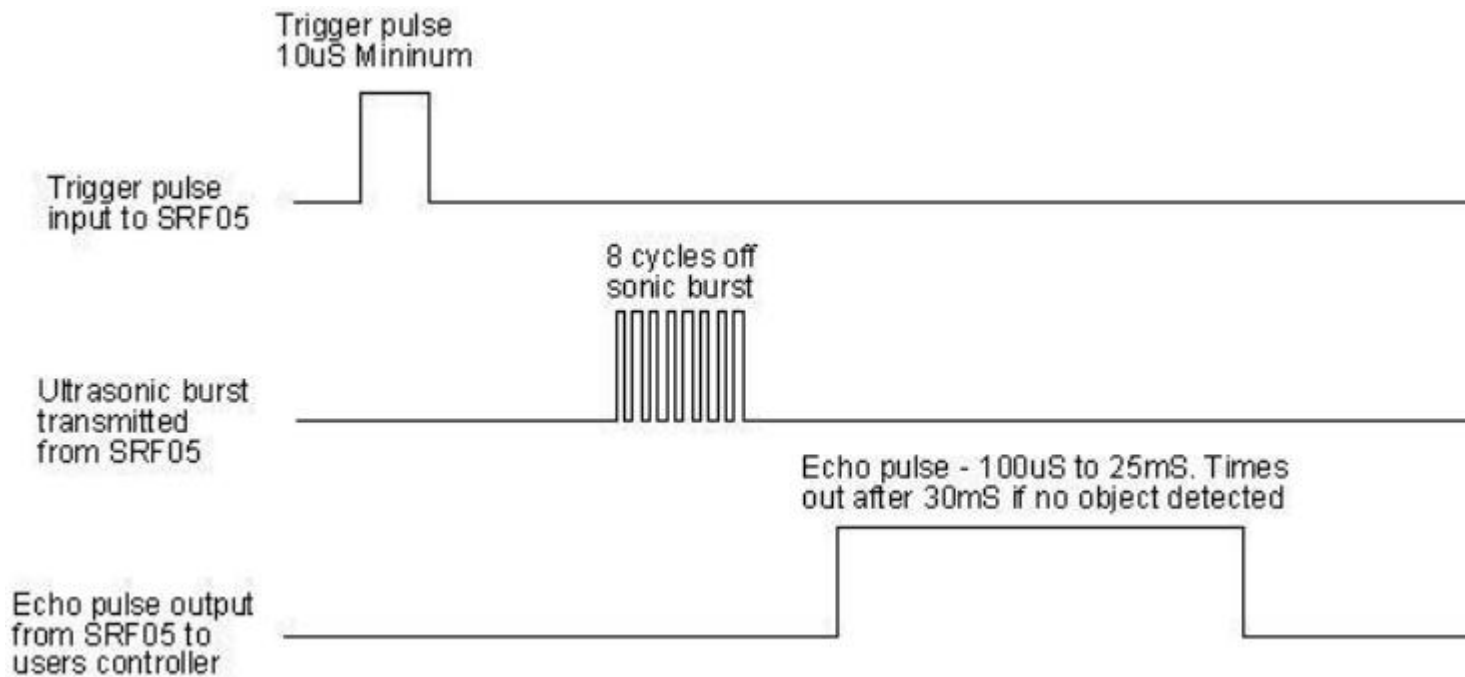 Trigger pulse
10uS Mininum
Trigger pulse
input to SRF05
8 cycles off
sonic burst
Ultrasonic burst
transmitted
from SRF05
Echo pulse - 100uS to 25mS. Times
out after 30mS if no object detected
Echo pulse output
from SRF05 to
users controller